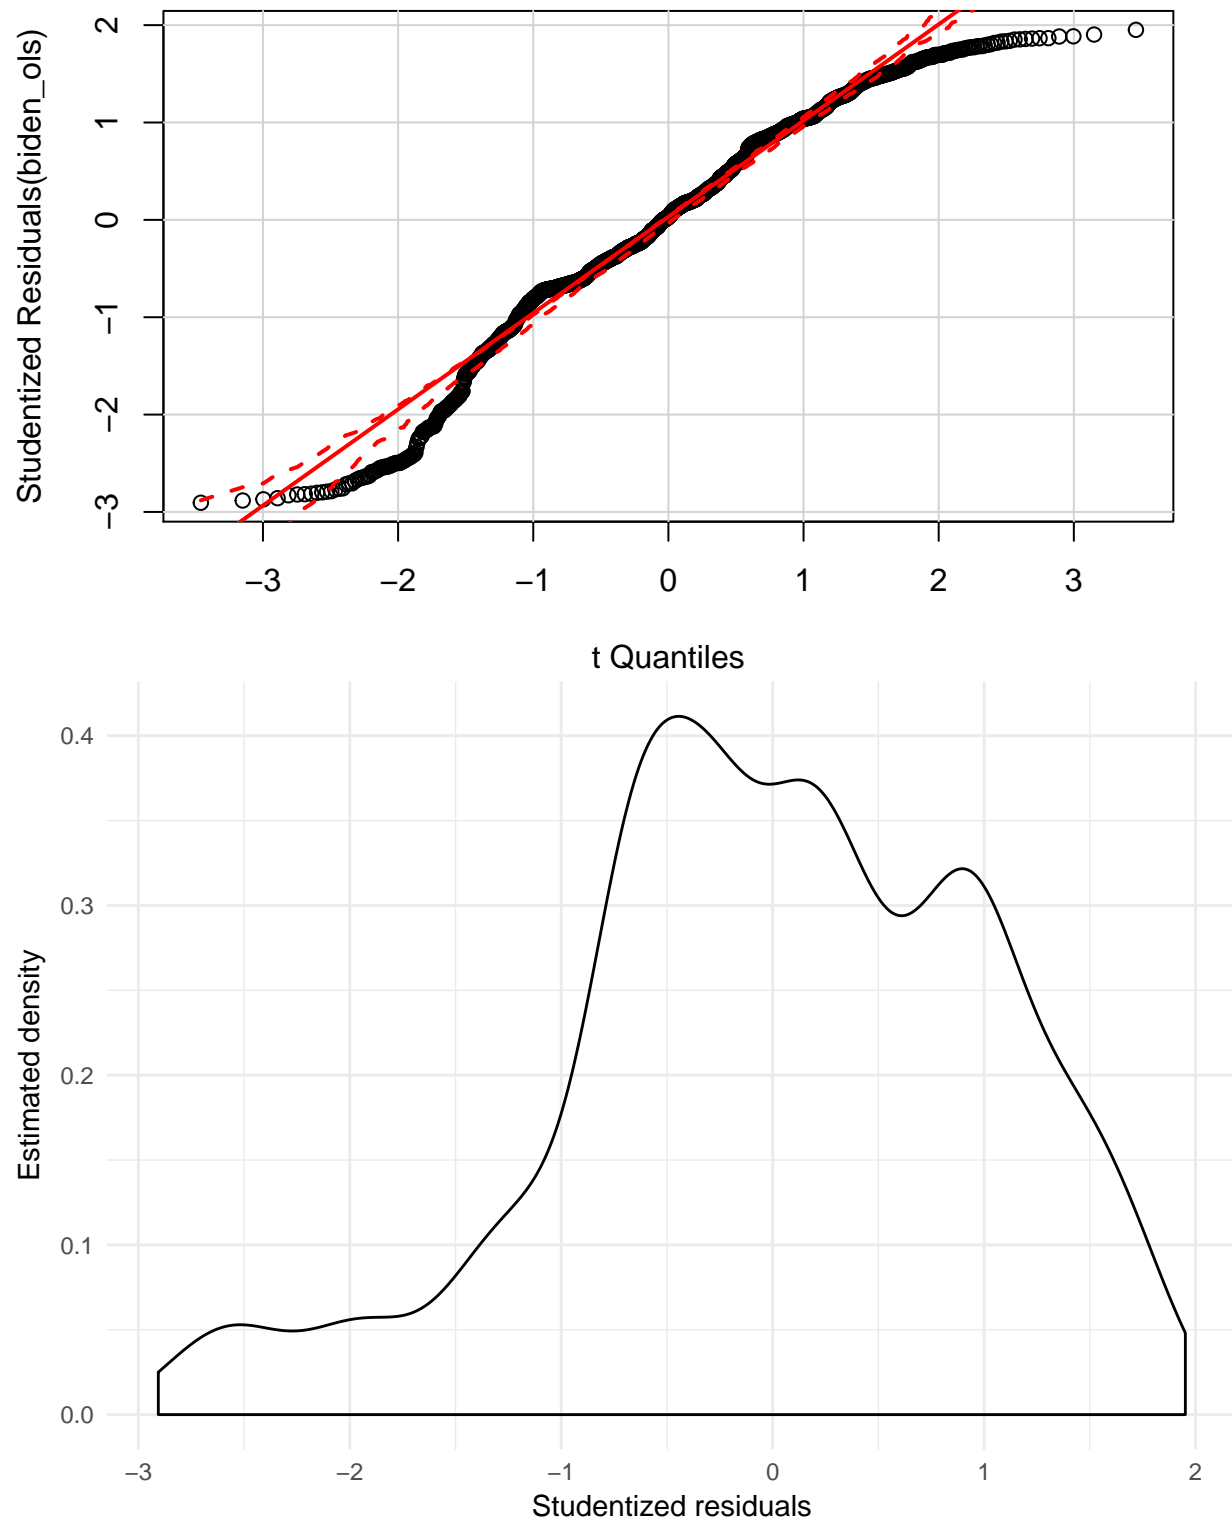 Studentized Residuals(biden_ols)
2
1
0
−1
−2
−3
−3 −2 −1 0 1 2 3
t Quantiles
Estimated density
0.4
0.3
0.2
0.1
0.0
−3 −2 −1 0 1 2
Studentized residuals